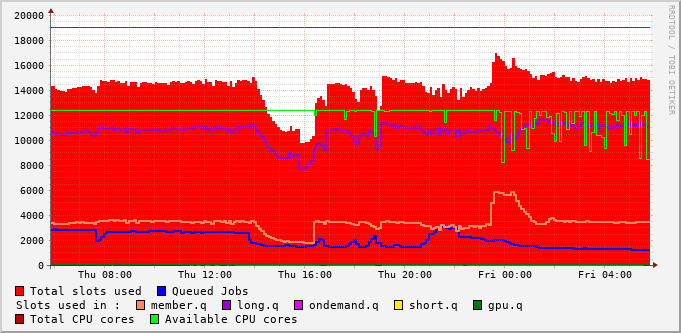 20000
18000
16000
14000
12000
10000
8000
6000
4000
2000
0
Thu 08:00 Thu 12:00 Thu 16:00 Thu 20:00 Fri 00:00 Fri 04:00
Total slots used Queued Jobs
Slots used in : member.q long.q ondemand.q short.q gpu.q
Total CPU cores Available CPU cores
RRDTOOL / TOBI OETIKER